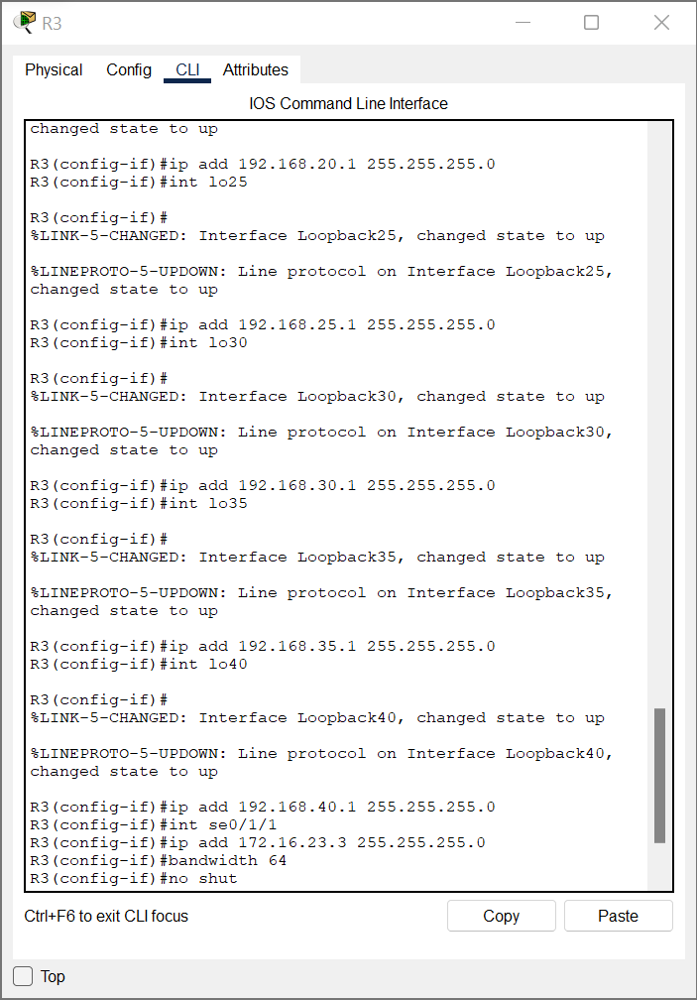 R3
Physical Config CLI Attributes
IOS Command Line Interface
changed state to up
R3(config-if)#ip add 192.168.20.1 255.255.255.0
R3(config-if)#int lo25
R3(config-if)#
%LINK-5-CHANGED: Interface Loopback25, changed state to up
%LINEPROTO-5-UPDOWN: Line protocol on Interface Loopback25,
changed state to up
R3(config-if)#ip add 192.168.25.1 255.255.255.0
R3(config-if)#int lo30
R3(config-if)#
%LINK-5-CHANGED: Interface Loopback30, changed state to up
%LINEPROTO-5-UPDOWN: Line protocol on Interface Loopback30,
changed state to up
R3(config-if)#ip add 192.168.30.1 255.255.255.0
R3(config-if)#int lo35
R3(config-if)#
%LINK-5-CHANGED: Interface Loopback35, changed state to up
%LINEPROTO-5-UPDOWN: Line protocol on Interface Loopback35,
changed state to up
R3(config-if)#ip add 192.168.35.1 255.255.255.0
R3(config-if)#int lo40
R3(config-if)#
%LINK-5-CHANGED: Interface Loopback40, changed state to up
%LINEPROTO-5-UPDOWN: Line protocol on Interface Loopback40,
changed state to up
R3(config-if)#ip add 192.168.40.1 255.255.255.0
R3(config-if)#int se0/1/1
R3(config-if)#ip add 172.16.23.3 255.255.255.0
R3(config-if)#bandwidth 64
R3(config-if)#no shut
Ctrl+F6 to exit CLI focus
Copy Paste
Top